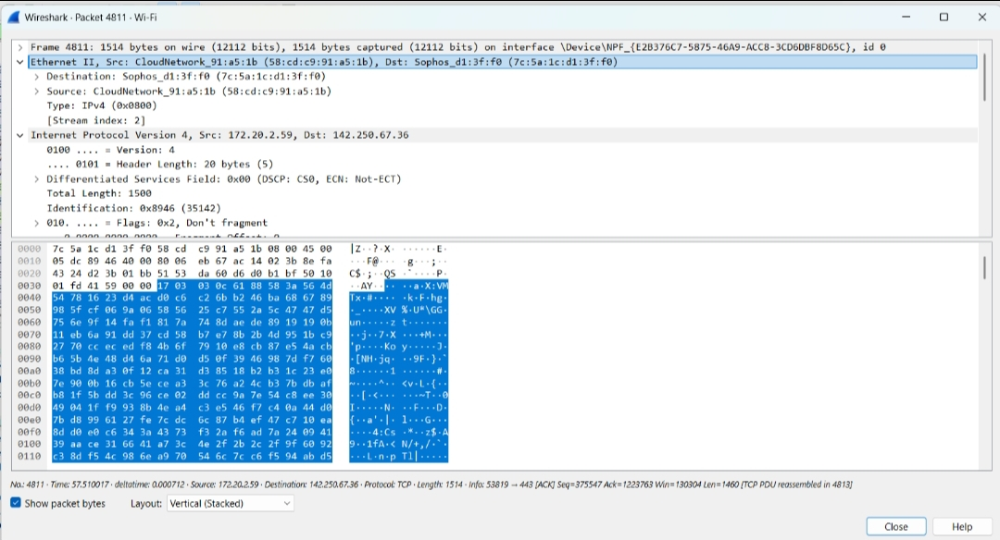 Wireshark · Packet 4811 · Wi-Fi
Frame 4811: 1514 bytes on wire (12112 bits), 1514 bytes captured (12112 bits) on interface \Device\NPF_{E2B376C7-5875-46A9-ACC8-3CD6DBF8D65C}, id 0
Ethernet II, Src: CloudNetwork_91:a5:1b (58:cd:c9:91:a5:1b), Dst: Sophos_d1:3f:f0 (7c:5a:1c:d1:3f:f0)
Destination: Sophos_d1:3f:f0 (7c:5a:1c:d1:3f:f0)
Source: CloudNetwork_91:a5:1b (58:cd:c9:91:a5:1b)
Type: IPv4 (0x0800)
[Stream index: 2]
Internet Protocol Version 4, Src: 172.20.2.59, Dst: 142.250.67.36
0100 .... = Version: 4
.... 0101 = Header Length: 20 bytes (5)
Differentiated Services Field: 0x00 (DSCP: CS0, ECN: Not-ECT)
Total Length: 1500
Identification: 0x8946 (35142)
010. .... = Flags: 0x2, Don't fragment
0000 7c 5a 1c d1 3f f0 58 cd c9 91 a5 1b 08 00 45 00 |Z··?·X· ······E·
0010 05 dc 89 46 40 00 80 06 eb 67 ac 14 02 3b 8e fa ···F@··· ·g···;··
0020 43 24 d2 3b 01 bb 51 53 da 60 d6 d0 b1 bf 50 10 C$·;··QS ·`····P·
0030 01 fd 41 59 00 00 17 03 03 0c 61 88 58 3a 56 4d ··AY···· ··a·X:VM
0040 54 78 16 23 d4 ac d0 c6 c2 6b b2 46 ba 68 67 89 Tx·#···· ·k·F·hg·
0050 98 5f cf 06 9a 06 58 56 25 c7 55 2a 5c 47 47 d5 ·_····XV %·U*\GG·
0060 75 6e 9f 14 fa f1 81 7a 74 8d ae de 89 19 19 0b un·····z t·······
0070 11 eb 6a 91 dd 37 cd 58 b7 e7 8b 2b 4d 95 1b c9 ··j··7·X ···+M···
0080 27 70 cc ec ed f8 4b 6f 79 10 e8 cb 87 e5 4a cb 'p····Ko y·····J·
0090 b6 5b 4e 48 d4 6a 71 d0 d5 0f 39 46 98 7d f7 60 ·[NH·jq· ··9F·}·`
00a0 38 bd 8d a3 0f 12 ca 31 d3 85 18 b2 b3 1c 23 e0 8······1 ······#·
00b0 7e 90 0b 16 cb 5e ce a3 3c 76 a2 4c b3 7b db af ~····^·· <v·L·{··
00c0 b8 1f 5b dd 3c 96 ce 02 dd cc 9a 7e 54 c8 ee 30 ··[·<··· ···~T··0
00d0 49 04 1f f9 93 8b 4e a4 c3 e5 46 f7 c4 0a 44 d0 I·····N· ··F···D·
00e0 7b d8 99 61 27 fe 7c dc 6c 87 b4 ef 47 c7 10 ea {··a'·|· l···G···
00f0 8d d0 e0 c6 34 3a 43 73 f3 2a f6 ad 7a 24 09 41 ····4:Cs ·*··z$·A
0100 39 aa ce 31 66 41 a7 3c 4e 2f 2b 2c 2f 9f 60 92 9··1fA·< N/+,/·`·
0110 c3 8d f5 4c 98 6e a9 70 54 6c 7c c6 f5 94 ab d5 ···L·n·p Tl|·····
No.: 4811 · Time: 57.510017 · deltatime: 0.000712 · Source: 172.20.2.59 · Destination: 142.250.67.36 · Protocol: TCP · Length: 1514 · Info: 53819 → 443 [ACK] Seq=375547 Ack=1223763 Win=130304 Len=1460 [TCP PDU reassembled in 4813]
Show packet bytes Layout: Vertical (Stacked)
Close Help